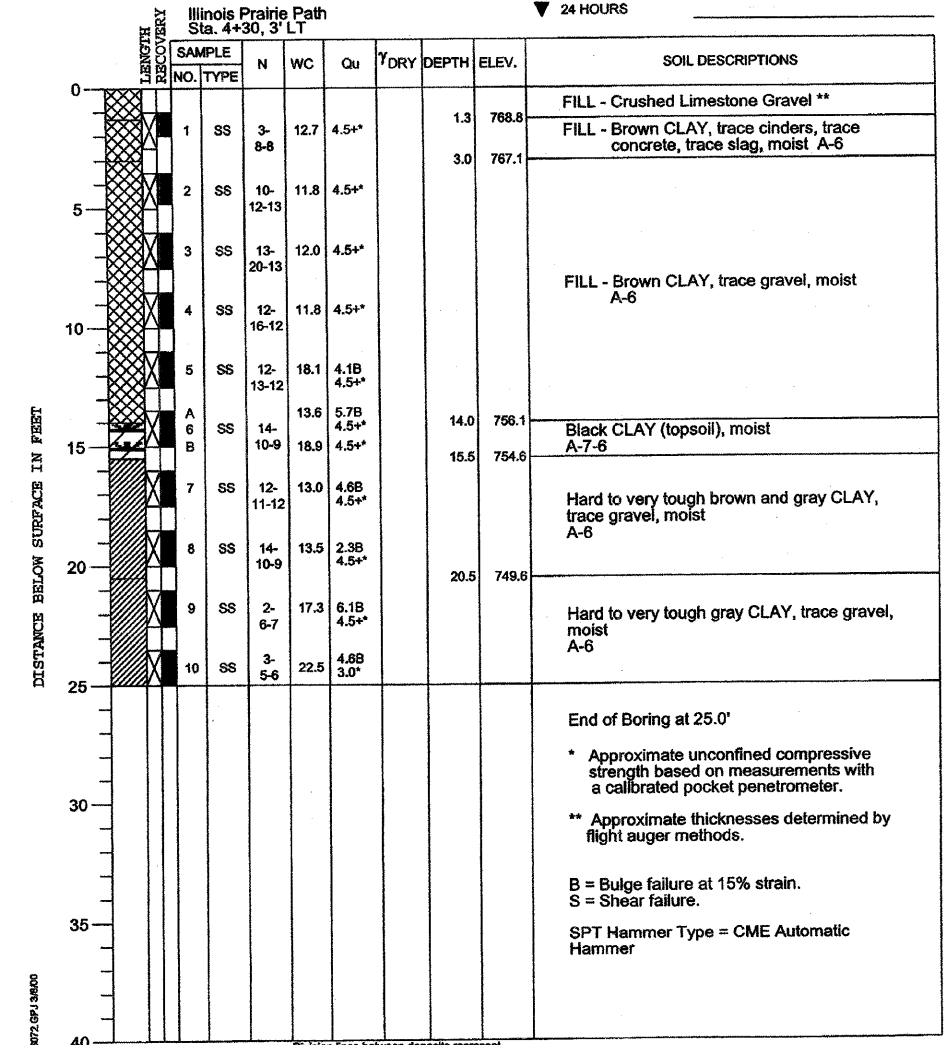 Illinois Prairie Path
Sta. 4+30, 3' LT
▼ 24 HOURS
LENGTH
RECOVERY
SAMPLE
NO. TYPE N WC Qu γDRY DEPTH ELEV. SOIL DESCRIPTIONS
0
FILL - Crushed Limestone Gravel **
1.3 768.8
1 SS 3- 12.7 4.5+*
8-8
FILL - Brown CLAY, trace cinders, trace
concrete, trace slag, moist A-6
3.0 767.1
2 SS 10- 11.8 4.5+*
12-13
5
3 SS 13- 12.0 4.5+*
20-13
FILL - Brown CLAY, trace gravel, moist
A-6
4 SS 12- 11.8 4.5+*
16-12
10
5 SS 12- 18.1 4.1B
13-12 4.5+*
A 13.6 5.7B
6 SS 14- 4.5+*
B 10-9 18.9 4.5+*
14.0 756.1
Black CLAY (topsoil), moist
A-7-6
15
15.5 754.6
7 SS 12- 13.0 4.6B
11-12 4.5+*
Hard to very tough brown and gray CLAY,
trace gravel, moist
A-6
8 SS 14- 13.5 2.3B
10-9 4.5+*
20
20.5 749.6
9 SS 2- 17.3 6.1B
6-7 4.5+*
Hard to very tough gray CLAY, trace gravel,
moist
A-6
10 SS 3- 22.5 4.6B
5-6 3.0*
25
End of Boring at 25.0'
* Approximate unconfined compressive
strength based on measurements with
a calibrated pocket penetrometer.
30
** Approximate thicknesses determined by
flight auger methods.
B = Bulge failure at 15% strain.
S = Shear failure.
35
SPT Hammer Type = CME Automatic
Hammer
40
DISTANCE BELOW SURFACE IN FEET
3072.GPJ 3/8/00
Division lines between deposits represent